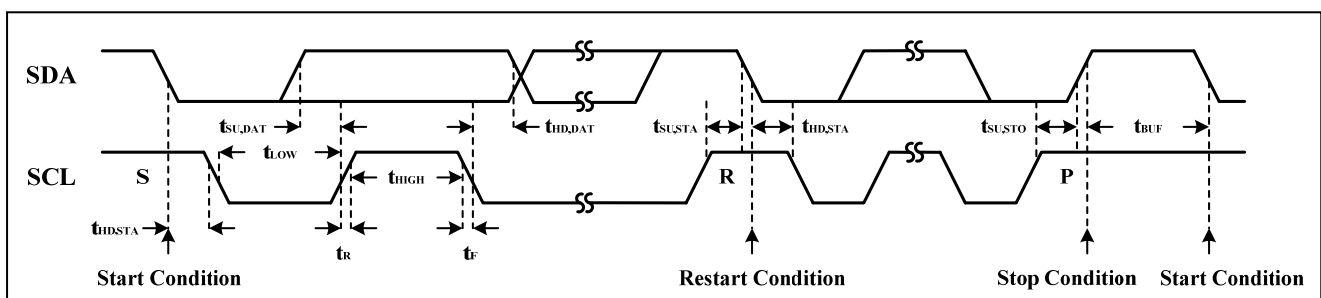 SDA
tSU,DAT tHD,DAT tSU,STA tHD,STA tSU,STO tBUF
tLOW
SCL S tHIGH R P
tHD,STA
tR tF
Start Condition Restart Condition Stop Condition Start Condition